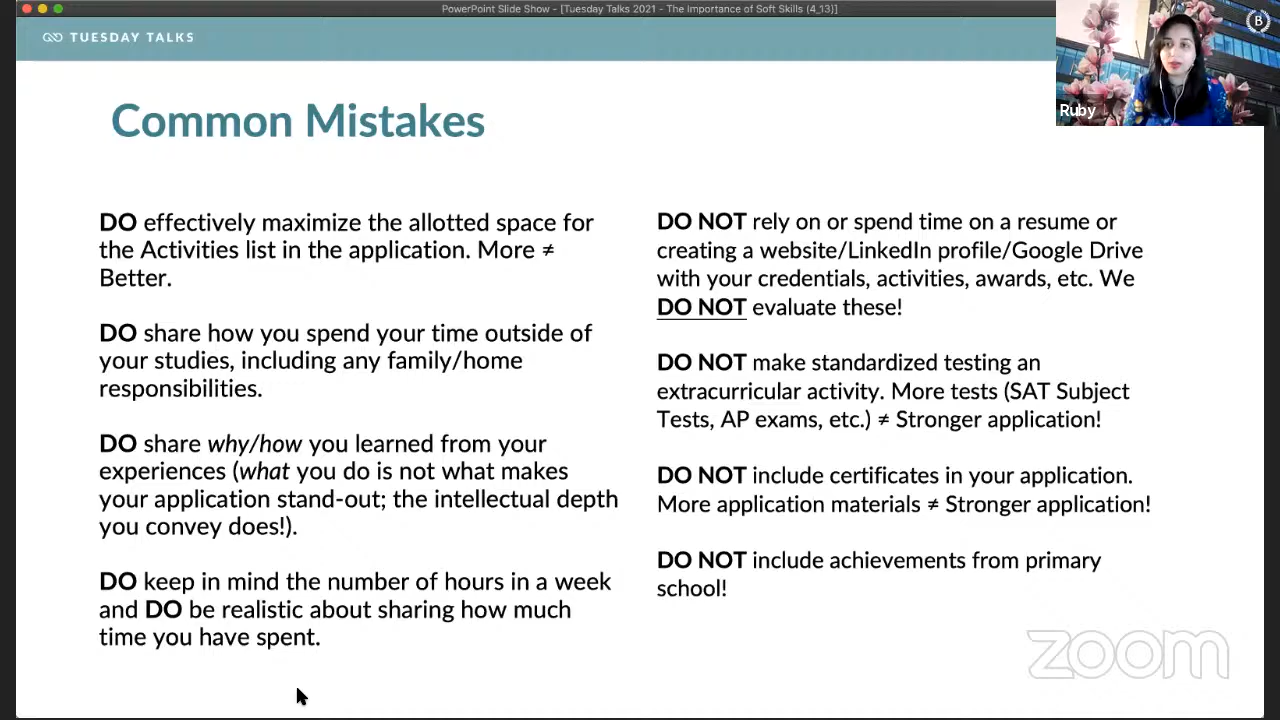 PowerPoint Slide Show - [Tuesday Talks 2021 - The Importance of Soft Skills (4_13)]
TUESDAY TALKS
B
Ruby
Common Mistakes
DO effectively maximize the allotted space for
the Activities list in the application. More ≠
Better.
DO share how you spend your time outside of
your studies, including any family/home
responsibilities.
DO share why/how you learned from your
experiences (what you do is not what makes
your application stand-out; the intellectual depth
you convey does!).
DO keep in mind the number of hours in a week
and DO be realistic about sharing how much
time you have spent.
DO NOT rely on or spend time on a resume or
creating a website/LinkedIn profile/Google Drive
with your credentials, activities, awards, etc. We
DO NOT evaluate these!
DO NOT make standardized testing an
extracurricular activity. More tests (SAT Subject
Tests, AP exams, etc.) ≠ Stronger application!
DO NOT include certificates in your application.
More application materials ≠ Stronger application!
DO NOT include achievements from primary
school!
zoom